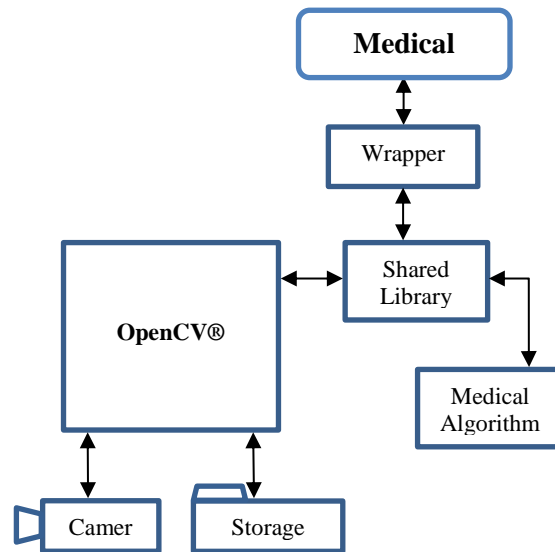 Medical
Wrapper
Shared
Library
OpenCV®
Medical
Algorithm
Camer
Storage